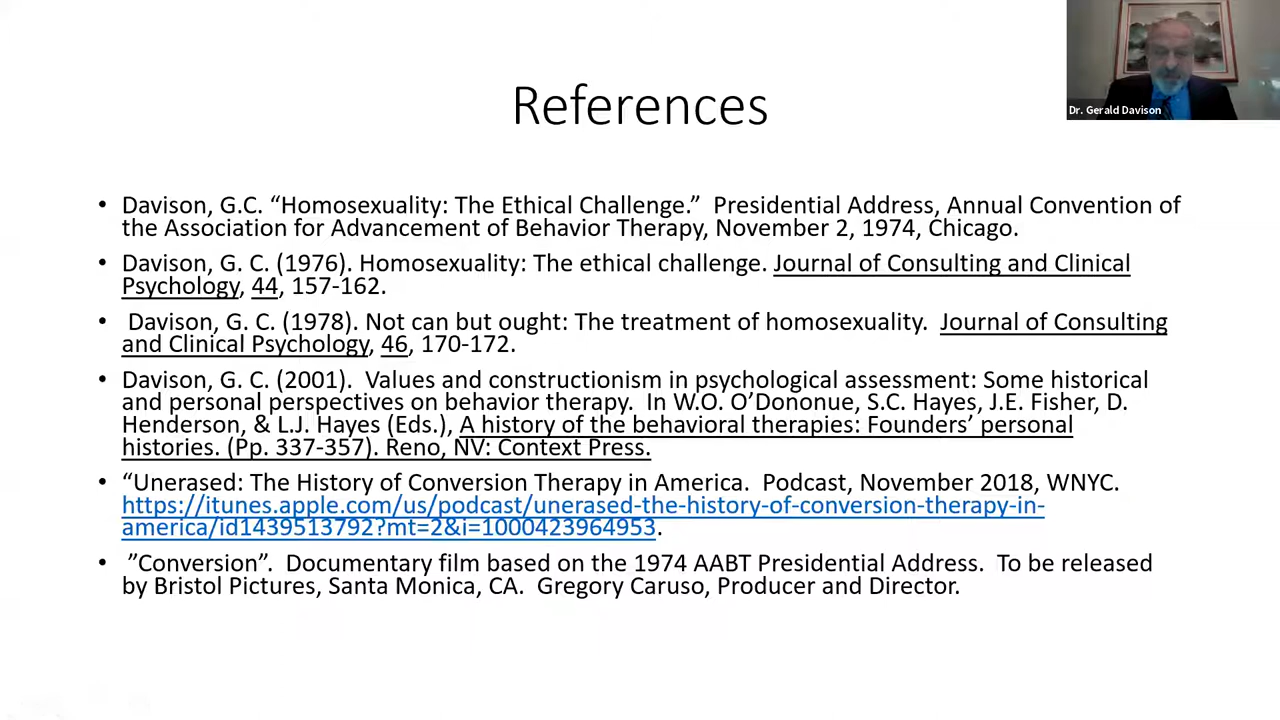 Dr. Gerald Davison
References
• Davison, G.C. “Homosexuality: The Ethical Challenge.”  Presidential Address, Annual Convention of
the Association for Advancement of Behavior Therapy, November 2, 1974, Chicago.
• Davison, G. C. (1976). Homosexuality: The ethical challenge. Journal of Consulting and Clinical
Psychology, 44, 157-162.
• Davison, G. C. (1978). Not can but ought: The treatment of homosexuality.  Journal of Consulting
and Clinical Psychology, 46, 170-172.
• Davison, G. C. (2001).  Values and constructionism in psychological assessment: Some historical
and personal perspectives on behavior therapy.  In W.O. O’Dononue, S.C. Hayes, J.E. Fisher, D.
Henderson, & L.J. Hayes (Eds.), A history of the behavioral therapies: Founders’ personal
histories. (Pp. 337-357). Reno, NV: Context Press.
• “Unerased: The History of Conversion Therapy in America.  Podcast, November 2018, WNYC.
https://itunes.apple.com/us/podcast/unerased-the-history-of-conversion-therapy-in-
america/id1439513792?mt=2&i=1000423964953.
• ”Conversion”.  Documentary film based on the 1974 AABT Presidential Address.  To be released
by Bristol Pictures, Santa Monica, CA.  Gregory Caruso, Producer and Director.